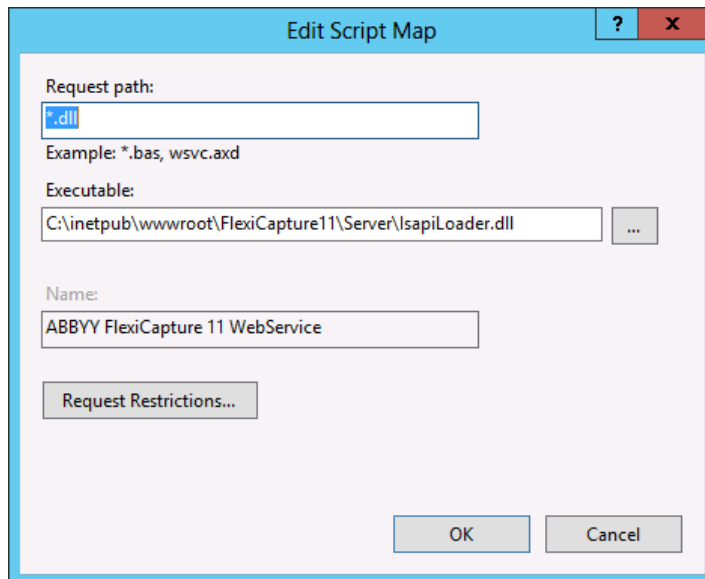 Edit Script Map
?
x
Request path:
*.dll
Example: *.bas, wsvc.axd
Executable:
C:\inetpub\wwwroot\FlexiCapture11\Server\IsapiLoader.dll
...
Name:
ABBYY FlexiCapture 11 WebService
Request Restrictions...
OK
Cancel